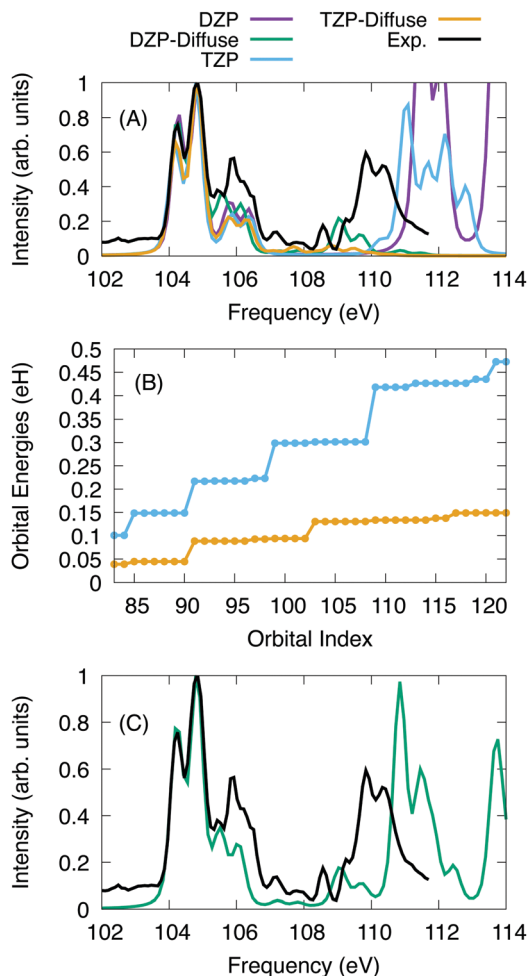 DZP
DZP-Diffuse
TZP
TZP-Diffuse
Exp.
(A)
Intensity (arb. units)
1
0.8
0.6
0.4
0.2
0
102 104 106 108 110 112 114
Frequency (eV)
(B)
Orbital Energies (eH)
0.5
0.45
0.4
0.35
0.3
0.25
0.2
0.15
0.1
0.05
0
85 90 95 100 105 110 115 120
Orbital Index
(C)
Intensity (arb. units)
1
0.8
0.6
0.4
0.2
0
102 104 106 108 110 112 114
Frequency (eV)